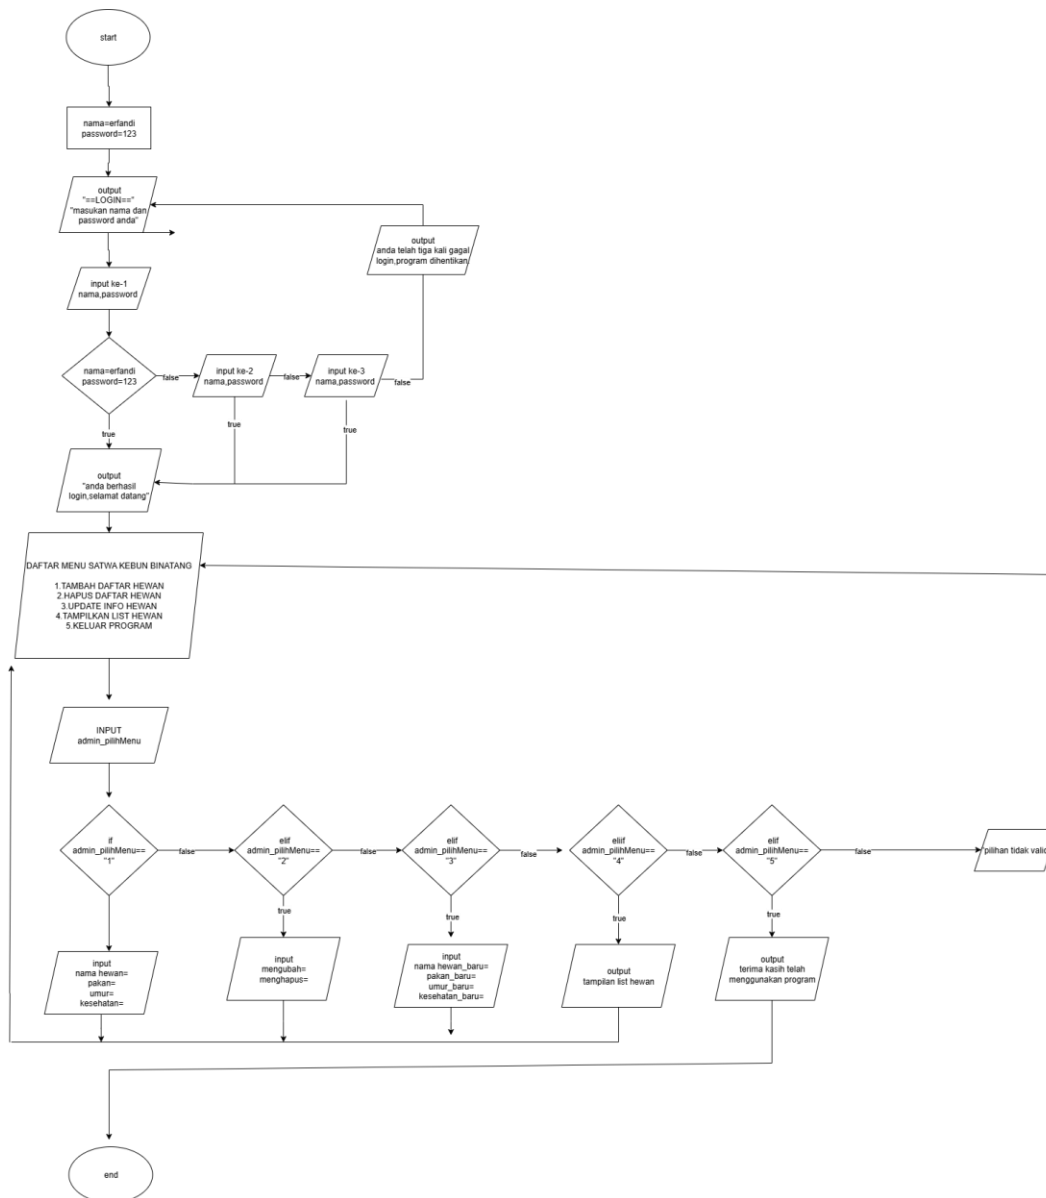 start
nama=erfandi
password=123
output
"==LOGIN=="
"masukan nama dan
password anda"
output
anda telah tiga kali gagal
login,program dihentikan.
input ke-1
nama,password
nama=erfandi
password=123
false
input ke-2
nama,password
false
input ke-3
nama,password
false
true
true
true
output
"anda berhasil
login,selamat datang"
DAFTAR MENU SATWA KEBUN BINATANG
1.TAMBAH DAFTAR HEWAN
2.HAPUS DAFTAR HEWAN
3.UPDATE INFO HEWAN
4.TAMPILKAN LIST HEWAN
5.KELUAR PROGRAM
INPUT
admin_pilihMenu
if
admin_pilihMenu==
"1"
false
elif
admin_pilihMenu==
"2"
false
elif
admin_pilihMenu==
"3"
false
eliif
admin_pilihMenu==
"4"
false
elif
admin_pilihMenu==
"5"
false
"pilihan tidak valid
true
true
true
true
input
nama hewan=
pakan=
umur=
kesehatan=
input
mengubah=
menghapus=
input
nama hewan_baru=
pakan_baru=
umur_baru=
kesehatan_baru=
output
tampilan list hewan
output
terima kasih telah
menggunakan program
end